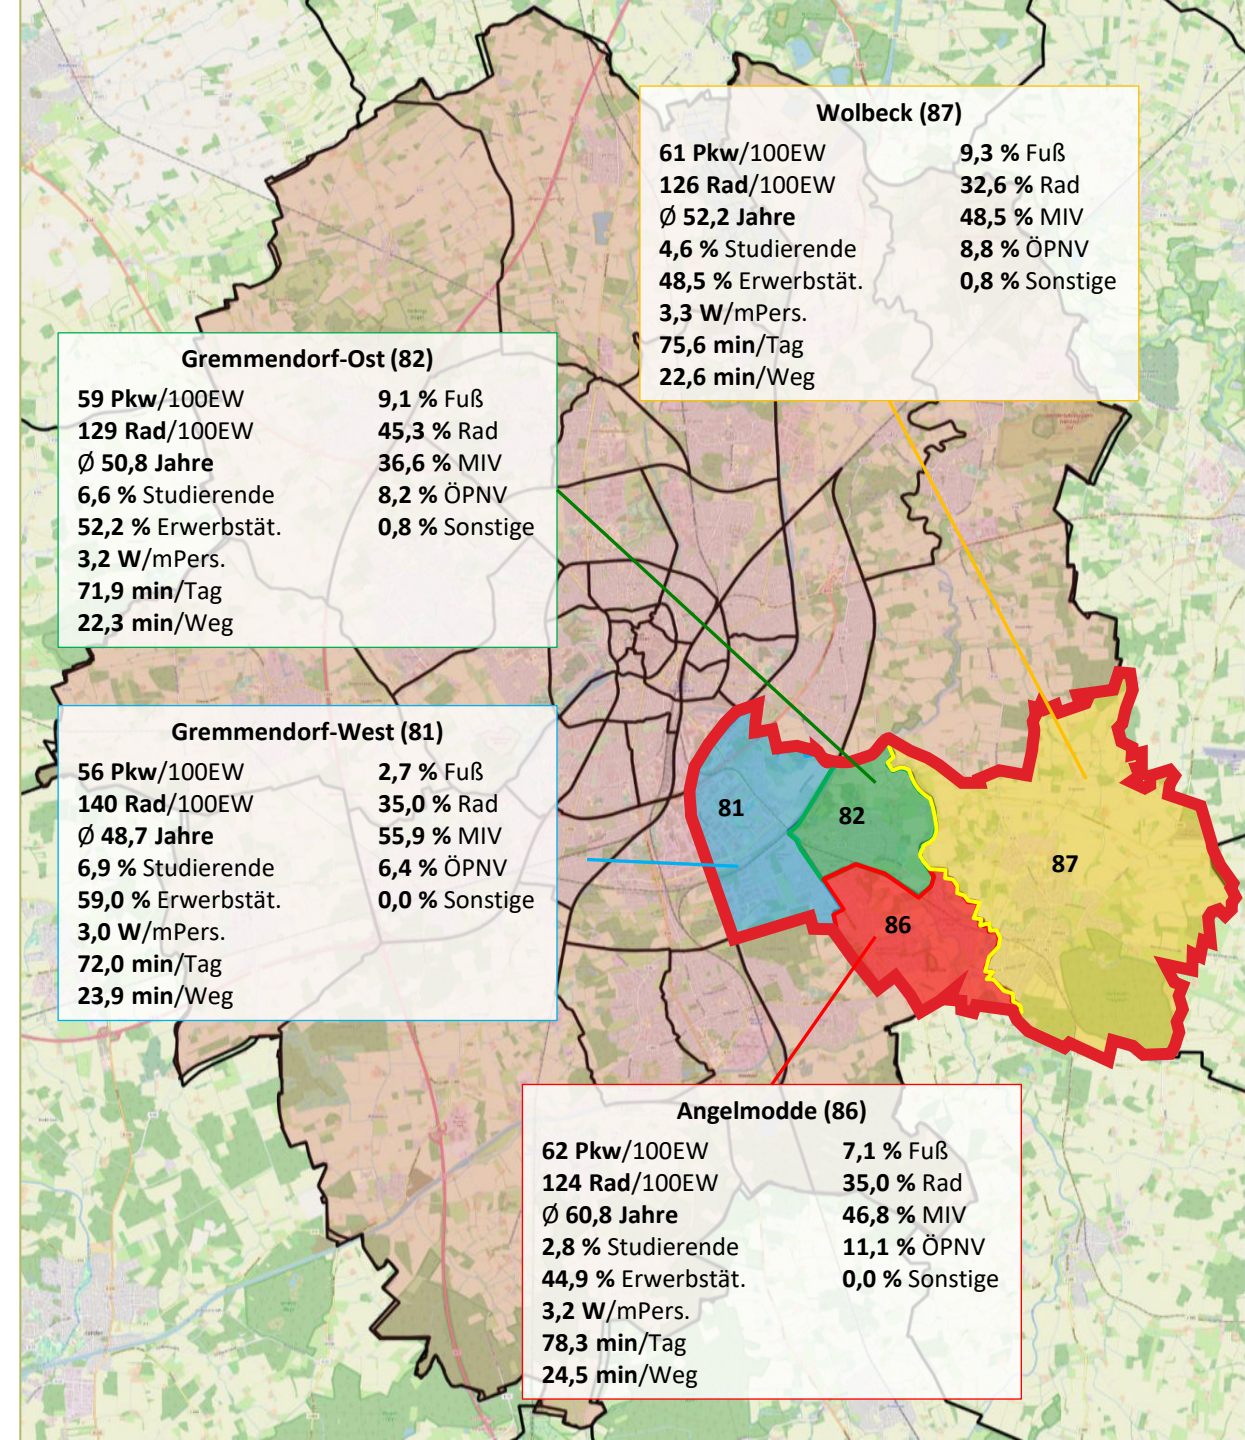 Wolbeck (87)
61 Pkw/100EW 9,3 % Fuß
126 Rad/100EW 32,6 % Rad
Ø 52,2 Jahre 48,5 % MIV
4,6 % Studierende 8,8 % ÖPNV
48,5 % Erwerbstät. 0,8 % Sonstige
3,3 W/mPers.
75,6 min/Tag
22,6 min/Weg
Gremmendorf-Ost (82)
59 Pkw/100EW 9,1 % Fuß
129 Rad/100EW 45,3 % Rad
Ø 50,8 Jahre 36,6 % MIV
6,6 % Studierende 8,2 % ÖPNV
52,2 % Erwerbstät. 0,8 % Sonstige
3,2 W/mPers.
71,9 min/Tag
22,3 min/Weg
Gremmendorf-West (81)
56 Pkw/100EW 2,7 % Fuß
140 Rad/100EW 35,0 % Rad
Ø 48,7 Jahre 55,9 % MIV
6,9 % Studierende 6,4 % ÖPNV
59,0 % Erwerbstät. 0,0 % Sonstige
3,0 W/mPers.
72,0 min/Tag
23,9 min/Weg
81
82
87
86
Angelmodde (86)
62 Pkw/100EW 7,1 % Fuß
124 Rad/100EW 35,0 % Rad
Ø 60,8 Jahre 46,8 % MIV
2,8 % Studierende 11,1 % ÖPNV
44,9 % Erwerbstät. 0,0 % Sonstige
3,2 W/mPers.
78,3 min/Tag
24,5 min/Weg